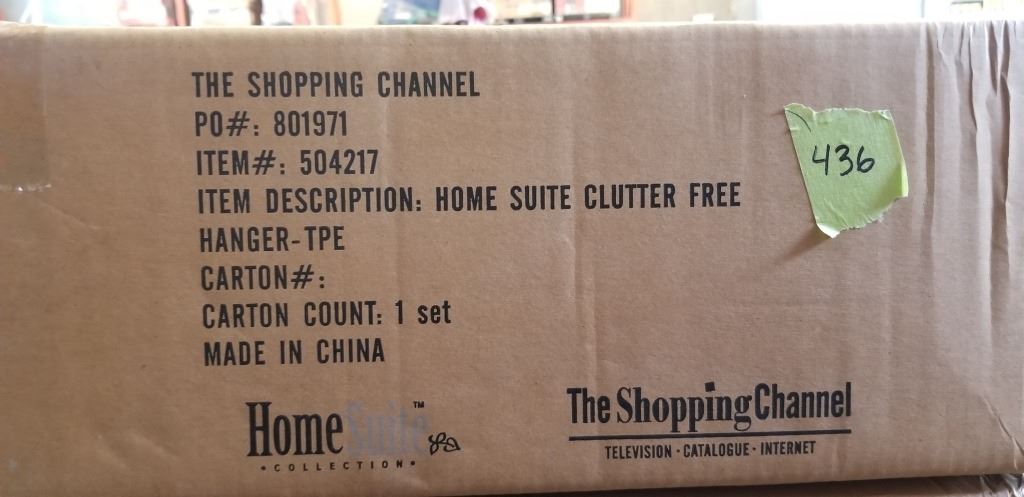 THE SHOPPING CHANNEL
PO#: 801971
ITEM#: 504217
ITEM DESCRIPTION: HOME SUITE CLUTTER FREE
HANGER-TPE
CARTON#:
CARTON COUNT: 1 set
MADE IN CHINA
436
HomeSuite™
•COLLECTION•
The Shopping Channel
TELEVISION · CATALOGUE · INTERNET